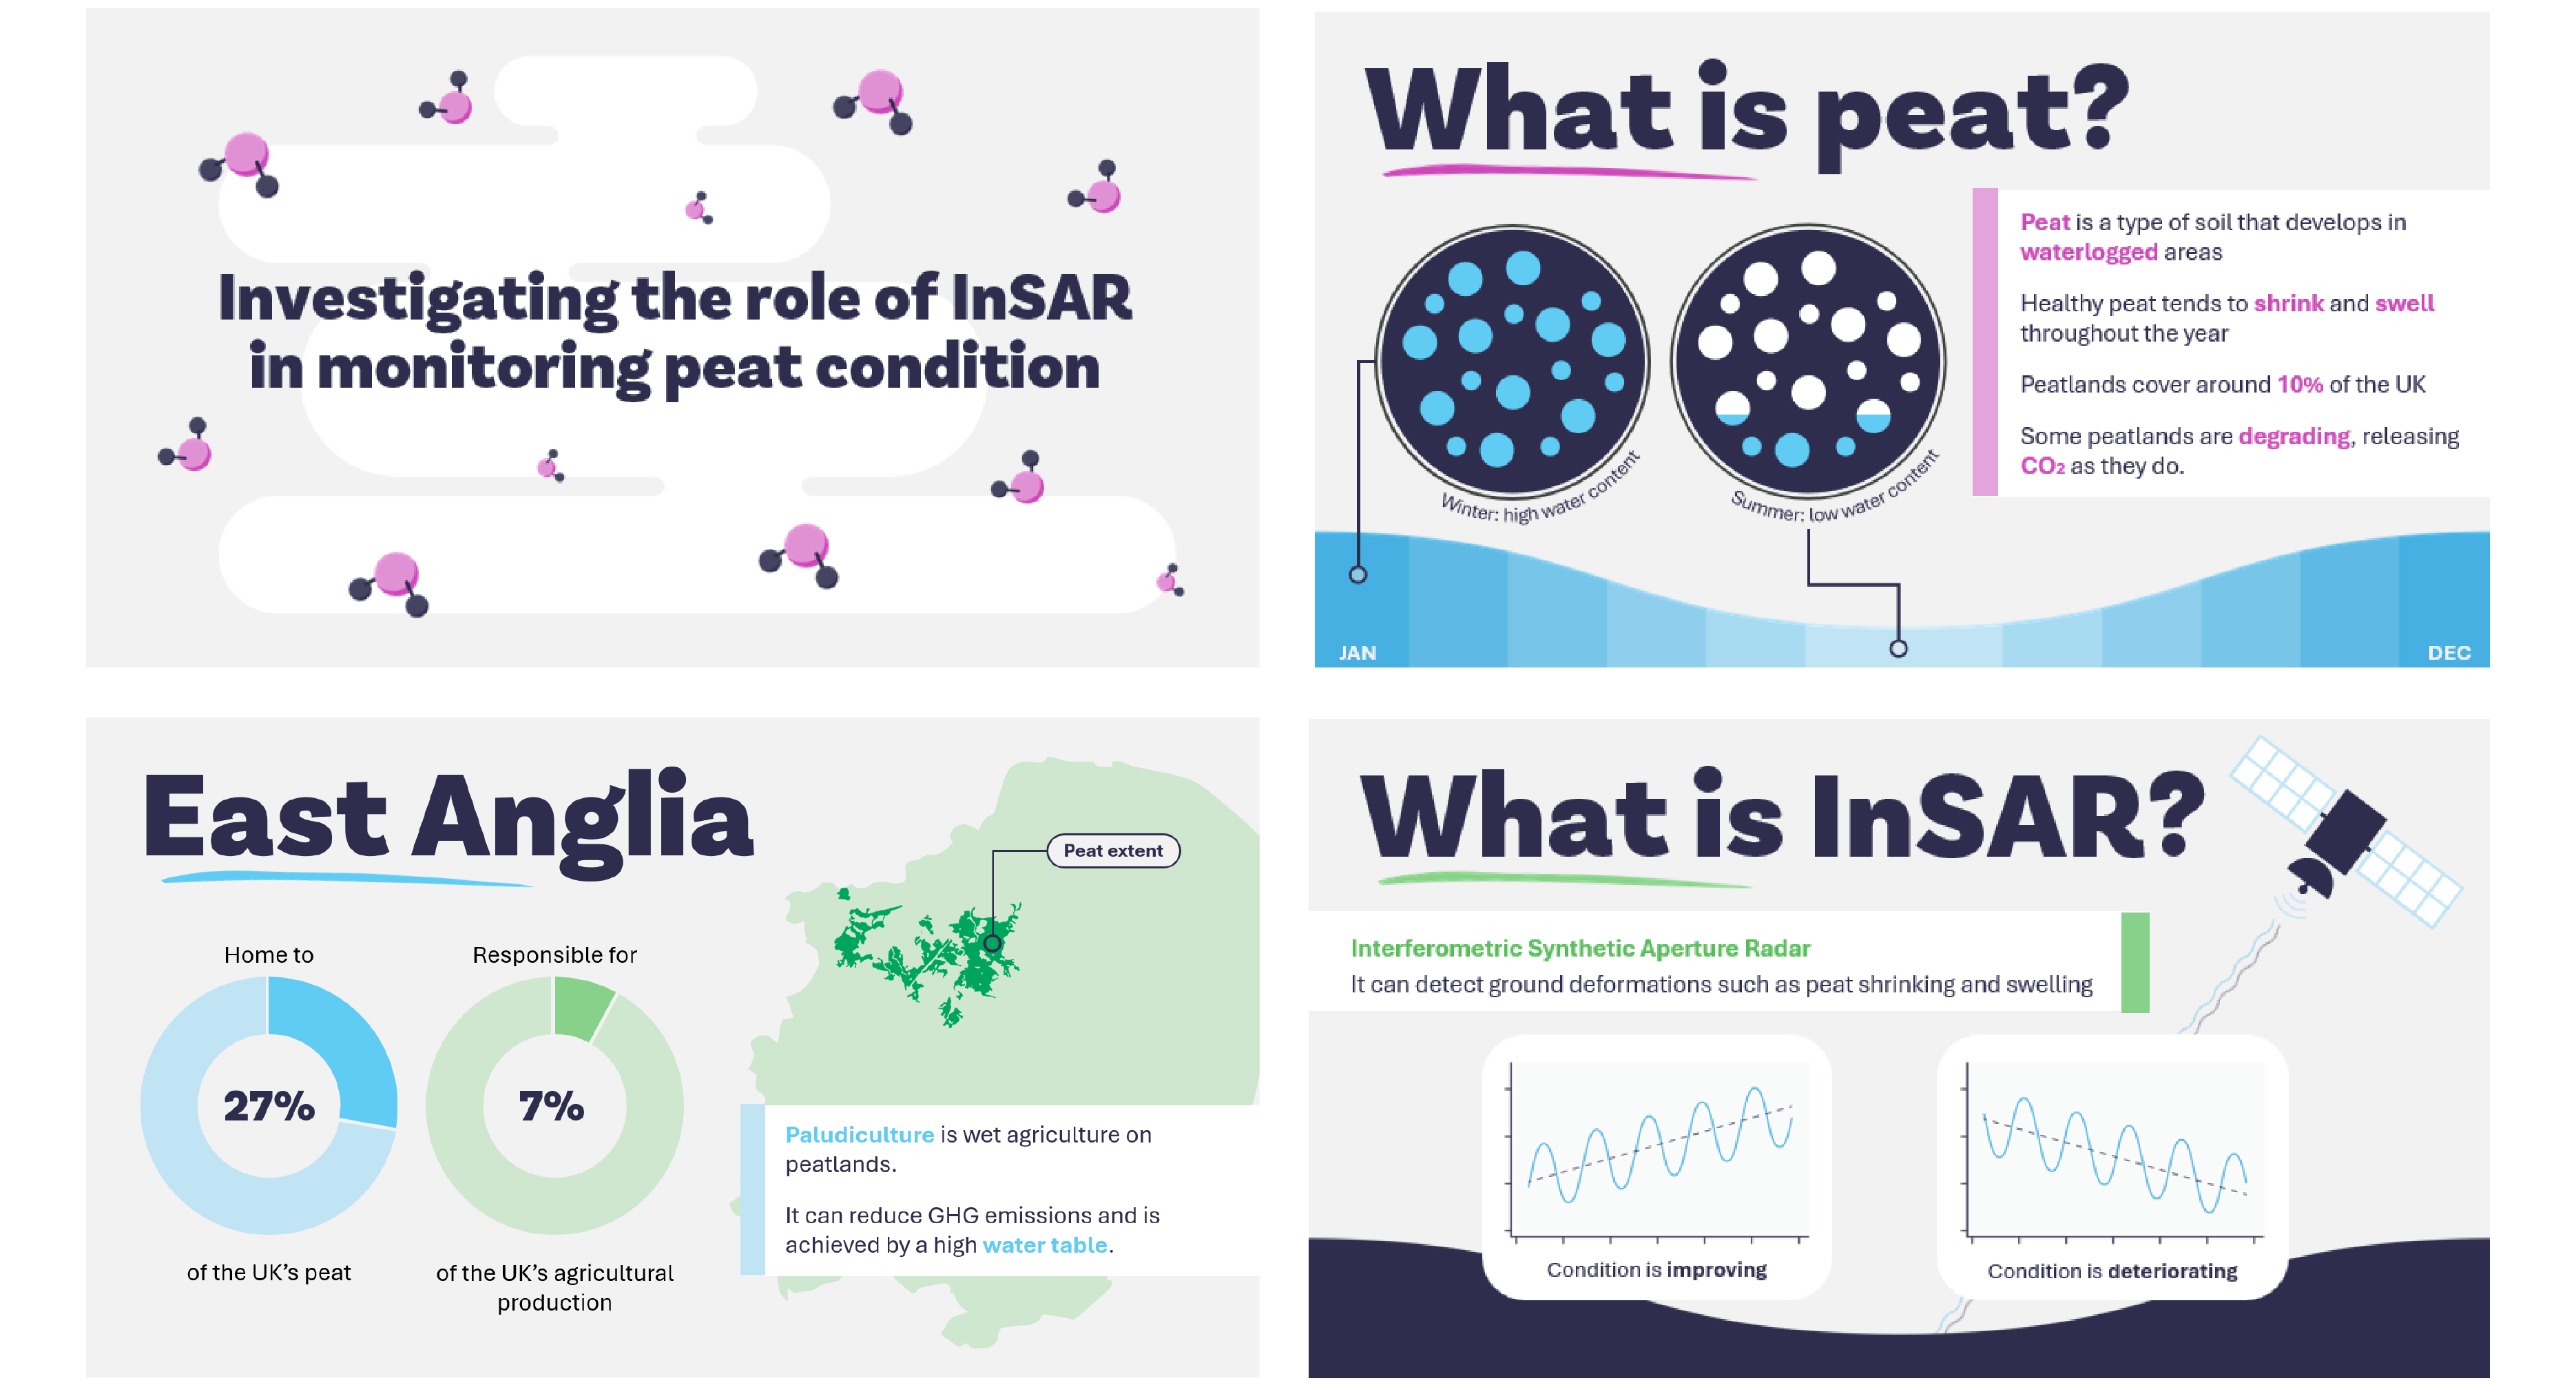 Investigating the role of InSAR
in monitoring peat condition
What is peat?
Peat is a type of soil that develops in
waterlogged areas
Healthy peat tends to shrink and swell
throughout the year
Peatlands cover around 10% of the UK
Some peatlands are degrading, releasing
CO₂ as they do.
Winter: high water content
Summer: low water content
JAN
DEC
East Anglia
Peat extent
Home to
27%
of the UK's peat
Responsible for
7%
of the UK's agricultural
production
Paludiculture is wet agriculture on
peatlands.
It can reduce GHG emissions and is
achieved by a high water table.
What is InSAR?
Interferometric Synthetic Aperture Radar
It can detect ground deformations such as peat shrinking and swelling
Condition is improving
Condition is deteriorating